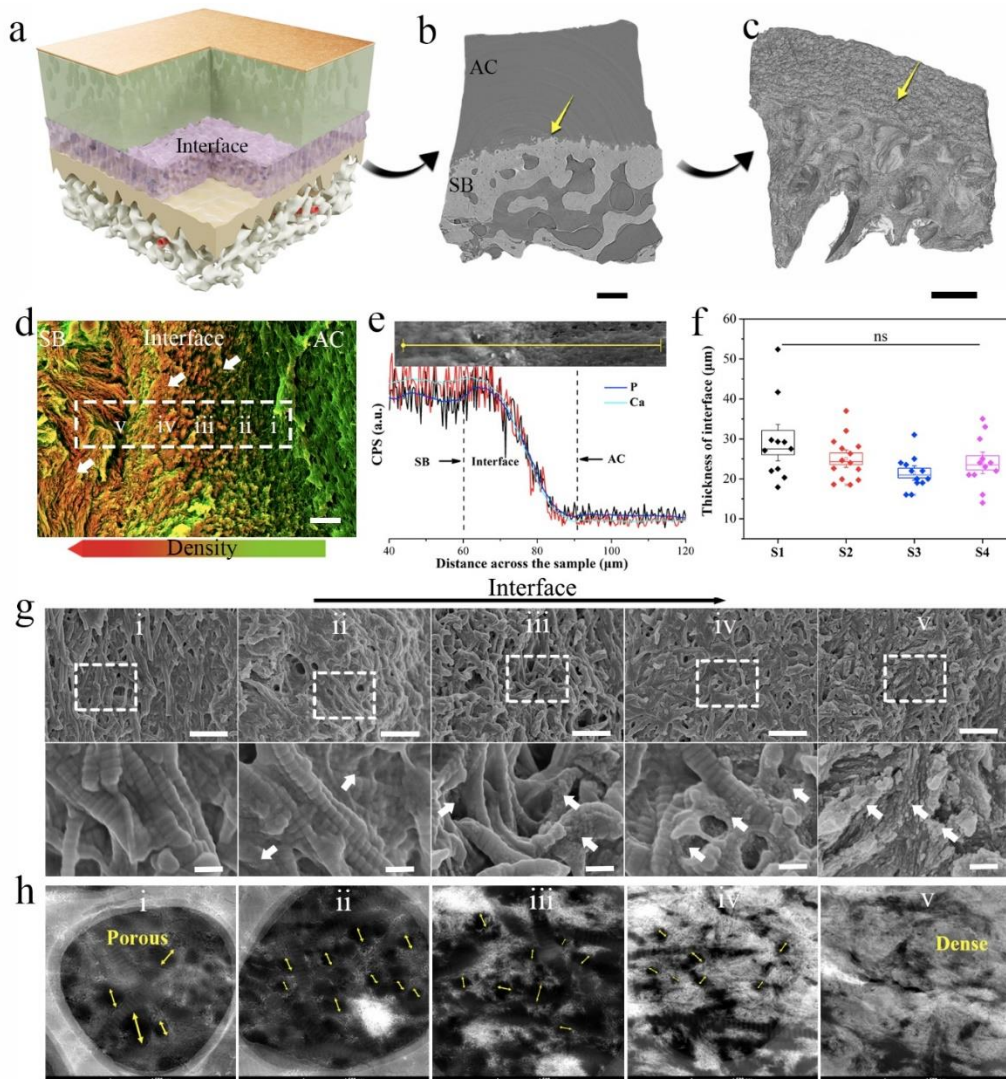 a
Interface
b
AC
SB
c
d
SB
Interface
AC
v
iv
iii
ii
i
Density
e
P
Ca
SB
Interface
AC
CPS (a.u.)
40
60
80
100
120
Distance across the sample (μm)
f
ns
Thickness of interface (μm)
60
50
40
30
20
10
S1
S2
S3
S4
Interface
g
i
ii
iii
iv
v
h
i
ii
iii
iv
v
Porous
Dense